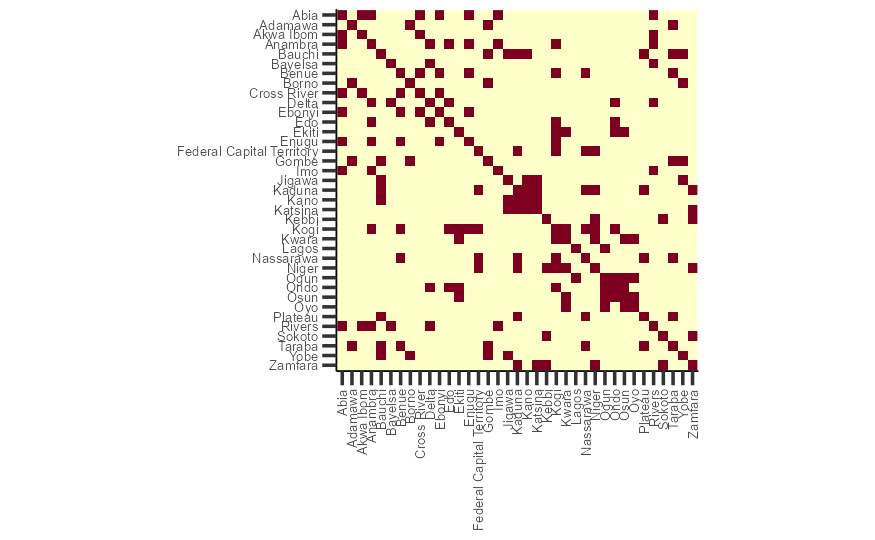 Abia
Adamawa
Akwa Ibom
Anambra
Bauchi
Bayelsa
Benue
Borno
Cross River
Delta
Ebonyi
Edo
Ekiti
Enugu
Federal Capital Territory
Gombe
Imo
Jigawa
Kaduna
Kano
Katsina
Kebbi
Kogi
Kwara
Lagos
Nassarawa
Niger
Ogun
Ondo
Osun
Oyo
Plateau
Rivers
Sokoto
Taraba
Yobe
Zamfara
Abia
Adamawa
Akwa Ibom
Anambra
Bauchi
Bayelsa
Benue
Borno
Cross River
Delta
Ebonyi
Edo
Ekiti
Enugu
Federal Capital Territory
Gombe
Imo
Jigawa
Kaduna
Kano
Katsina
Kebbi
Kogi
Kwara
Lagos
Nassarawa
Niger
Ogun
Ondo
Osun
Oyo
Plateau
Rivers
Sokoto
Taraba
Yobe
Zamfara